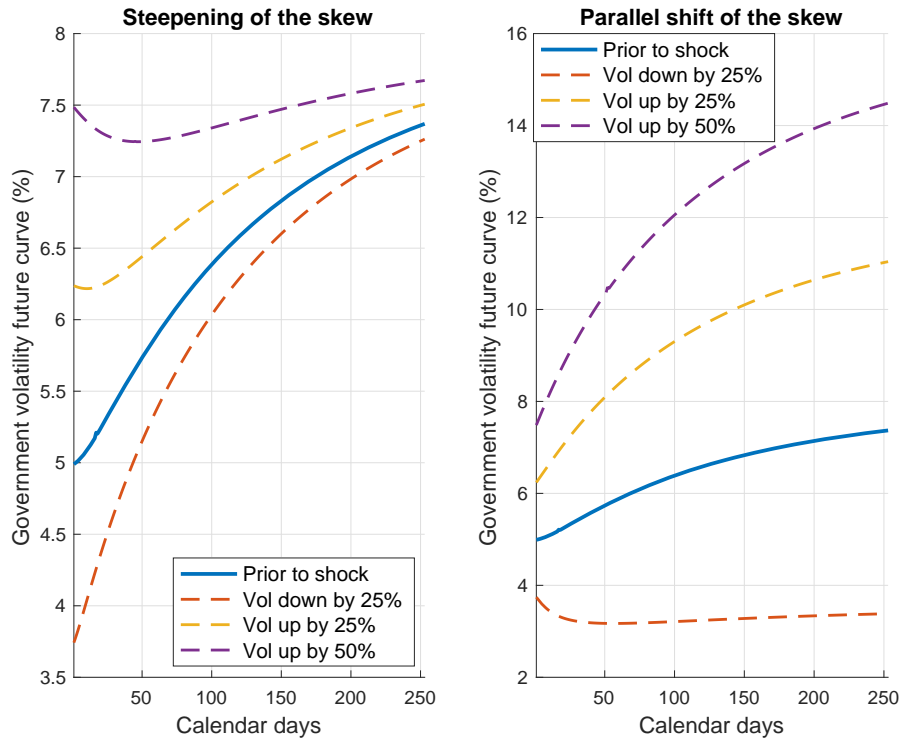 Steepening of the skew
Government volatility future curve (%)
8
7.5
7
6.5
6
5.5
5
4.5
4
3.5
Prior to shock
Vol down by 25%
Vol up by 25%
Vol up by 50%
50 100 150 200 250
Calendar days
Parallel shift of the skew
Government volatility future curve (%)
16
14
12
10
8
6
4
2
Prior to shock
Vol down by 25%
Vol up by 25%
Vol up by 50%
50 100 150 200 250
Calendar days